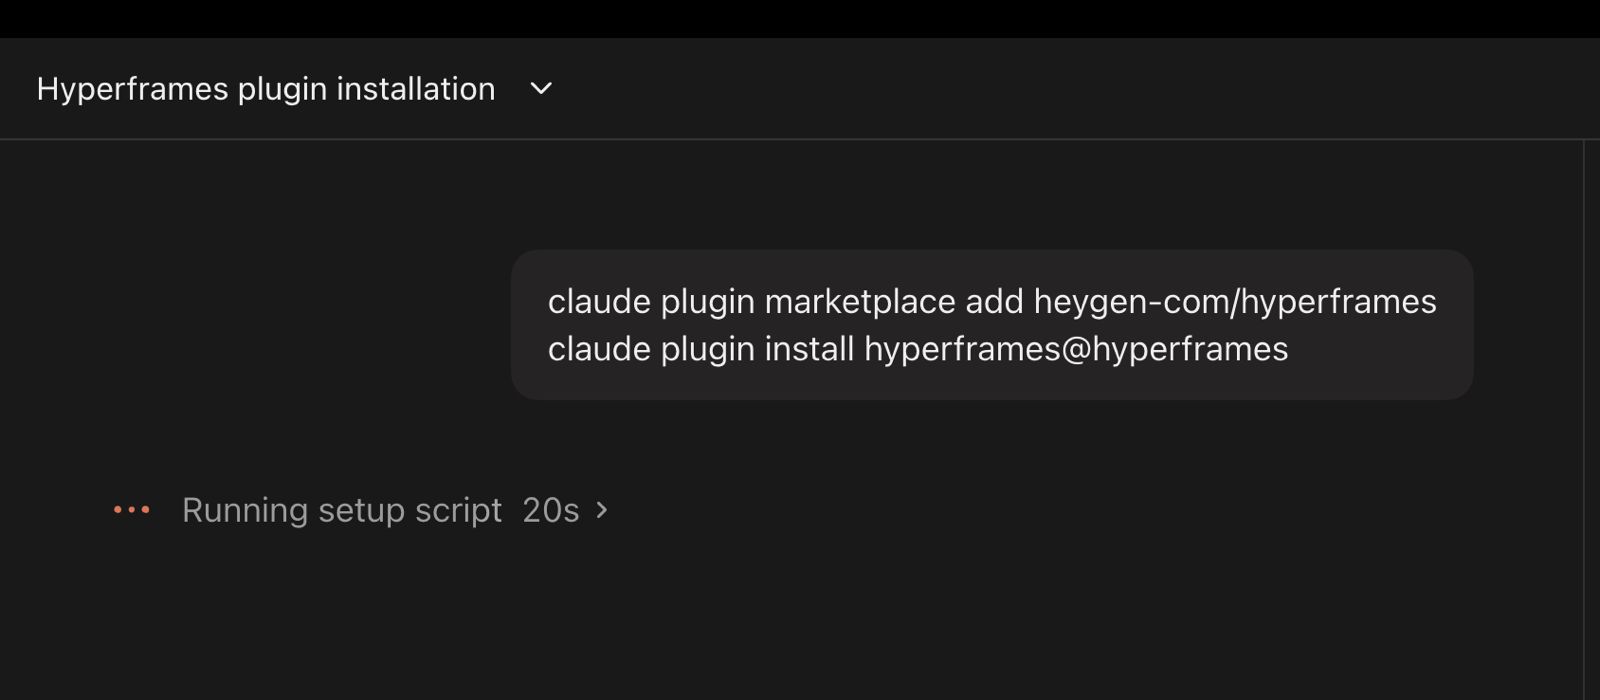 Hyperframes plugin installation
claude plugin marketplace add heygen-com/hyperframes
claude plugin install hyperframes@hyperframes
Running setup script 20s